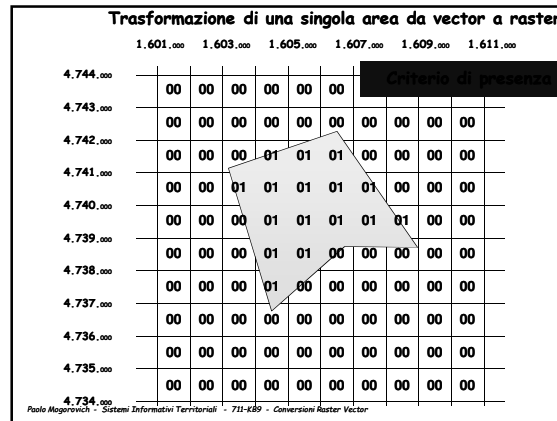 Trasformazione di una singola area da vector a raster
1.601.000 1.603.000 1.605.000 1.607.000 1.609.000 1.611.000
4.744.000
Criterio di presenza
00 00 00 00 00 00
4.743.000
00 00 00 00 00 00 00 00 00 00
4.742.000
00 00 00 01 01 01 00 00 00 00
4.741.000
00 00 01 01 01 01 01 00 00 00
4.740.000
00 00 00 01 01 01 01 01 00 00
4.739.000
00 00 00 01 01 00 00 00 00 00
4.738.000
00 00 00 01 00 00 00 00 00 00
4.737.000
00 00 00 00 00 00 00 00 00 00
4.736.000
00 00 00 00 00 00 00 00 00 00
4.735.000
00 00 00 00 00 00 00 00 00 00
4.734.000
Paolo Mogorovich - Sistemi Informativi Territoriali - 711-KB9 - Conversioni Raster Vector